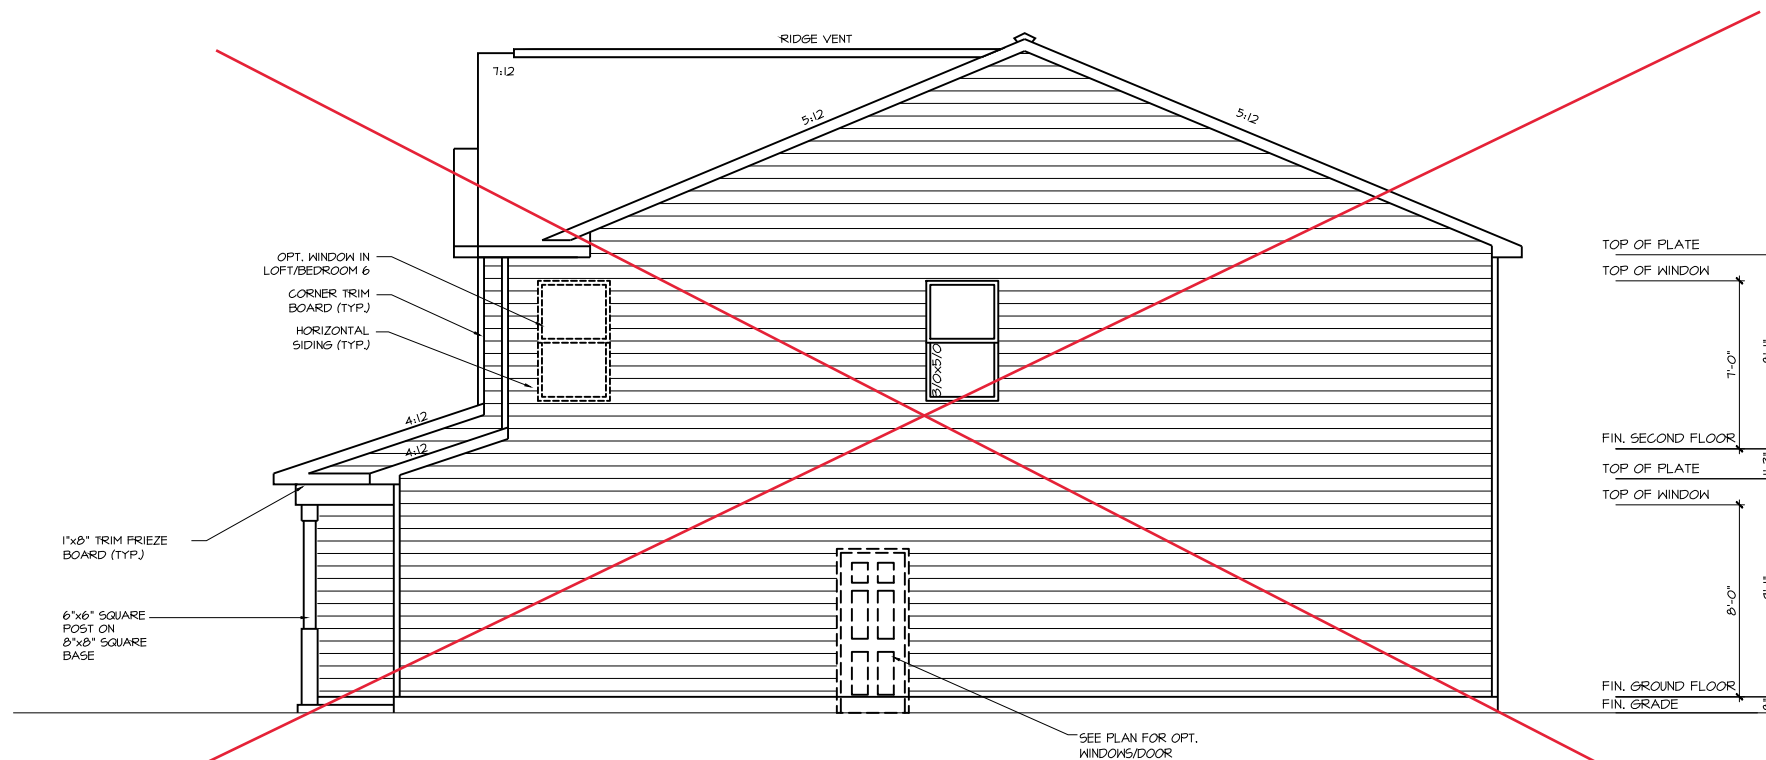 RIDGE VENT
7:12
5:12
5:12
OPT. WINDOW IN
LOFT/BEDROOM 6
CORNER TRIM
BOARD (TYP.)
HORIZONTAL
SIDING (TYP.)
3/0x5/0
4:12
4:12
1"x8" TRIM FRIEZE
BOARD (TYP.)
6"x6" SQUARE
POST ON
8"x8" SQUARE
BASE
SEE PLAN FOR OPT.
WINDOWS/DOOR
TOP OF PLATE
TOP OF WINDOW
7'-0"
FIN. SECOND FLOOR
TOP OF PLATE
TOP OF WINDOW
8'-0"
FIN. GROUND FLOOR
FIN. GRADE